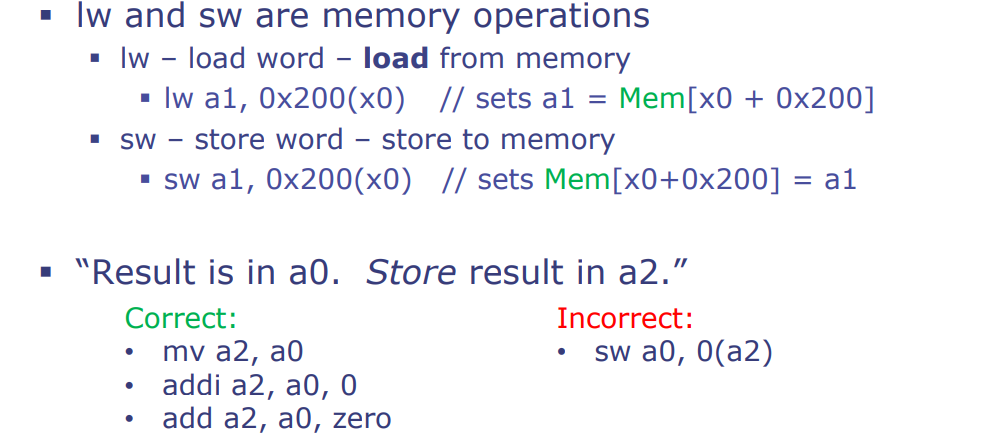 ▪ lw and sw are memory operations
▪ lw – load word – load from memory
▪ lw a1, 0x200(x0) // sets a1 = Mem[x0 + 0x200]
▪ sw – store word – store to memory
▪ sw a1, 0x200(x0) // sets Mem[x0+0x200] = a1
▪ “Result is in a0. Store result in a2.”
Correct:
• mv a2, a0
• addi a2, a0, 0
• add a2, a0, zero
Incorrect:
• sw a0, 0(a2)